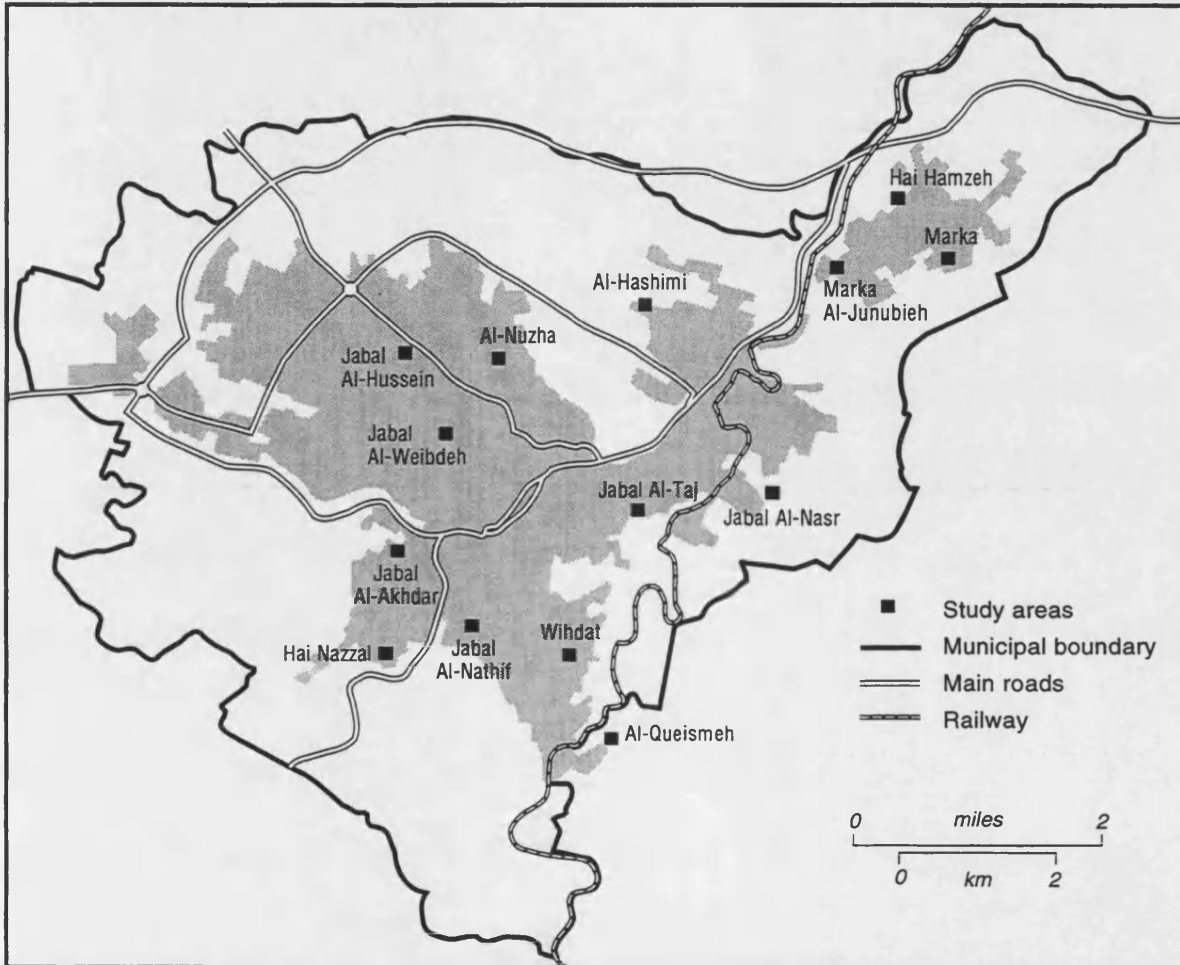 Hai Hamzeh
Marka
Al-Hashimi
Marka
Al-Junubieh
Al-Nuzha
Jabal
Al-Hussein
Jabal
Al-Weibdeh
Jabal Al-Taj
Jabal Al-Nasr
Jabal
Al-Akhdar
Hai Nazzal
Jabal
Al-Nathif
Wihdat
Al-Queismeh
Study areas
Municipal boundary
Main roads
Railway
0 miles 2
0 km 2